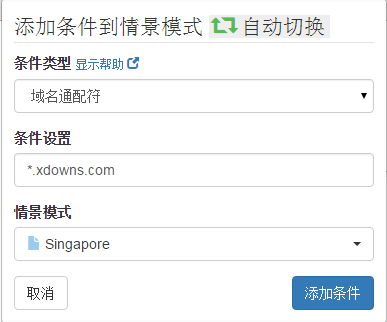 添加条件到情景模式 自动切换
条件类型 显示帮助
域名通配符
条件设置
*.xdowns.com
情景模式
Singapore
取消 添加条件